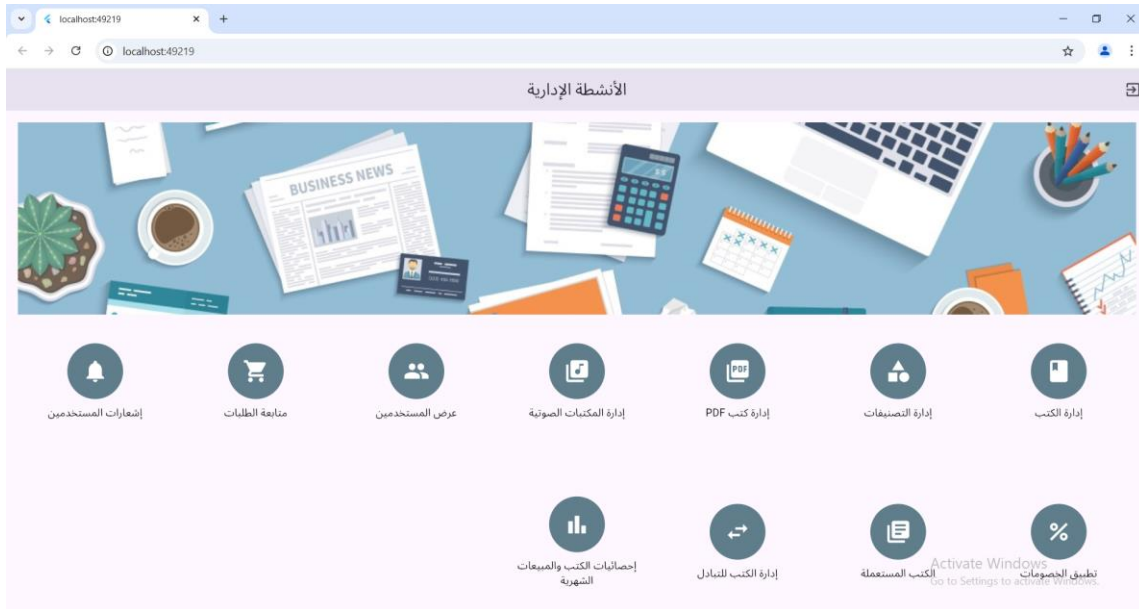 localhost:49219
localhost:49219
الأنشطة الإدارية
BUSINESS NEWS
إدارة الكتب
إدارة التصنيفات
إدارة كتب PDF
إدارة المكتبات الصوتية
عرض المستخدمين
متابعة الطلبات
إشعارات المستخدمين
تطبيق الخصومات
الكتب المستعملة
إدارة الكتب للتبادل
إحصائيات الكتب والمبيعات
الشهرية
Activate Windows
Go to Settings to activate Windows.